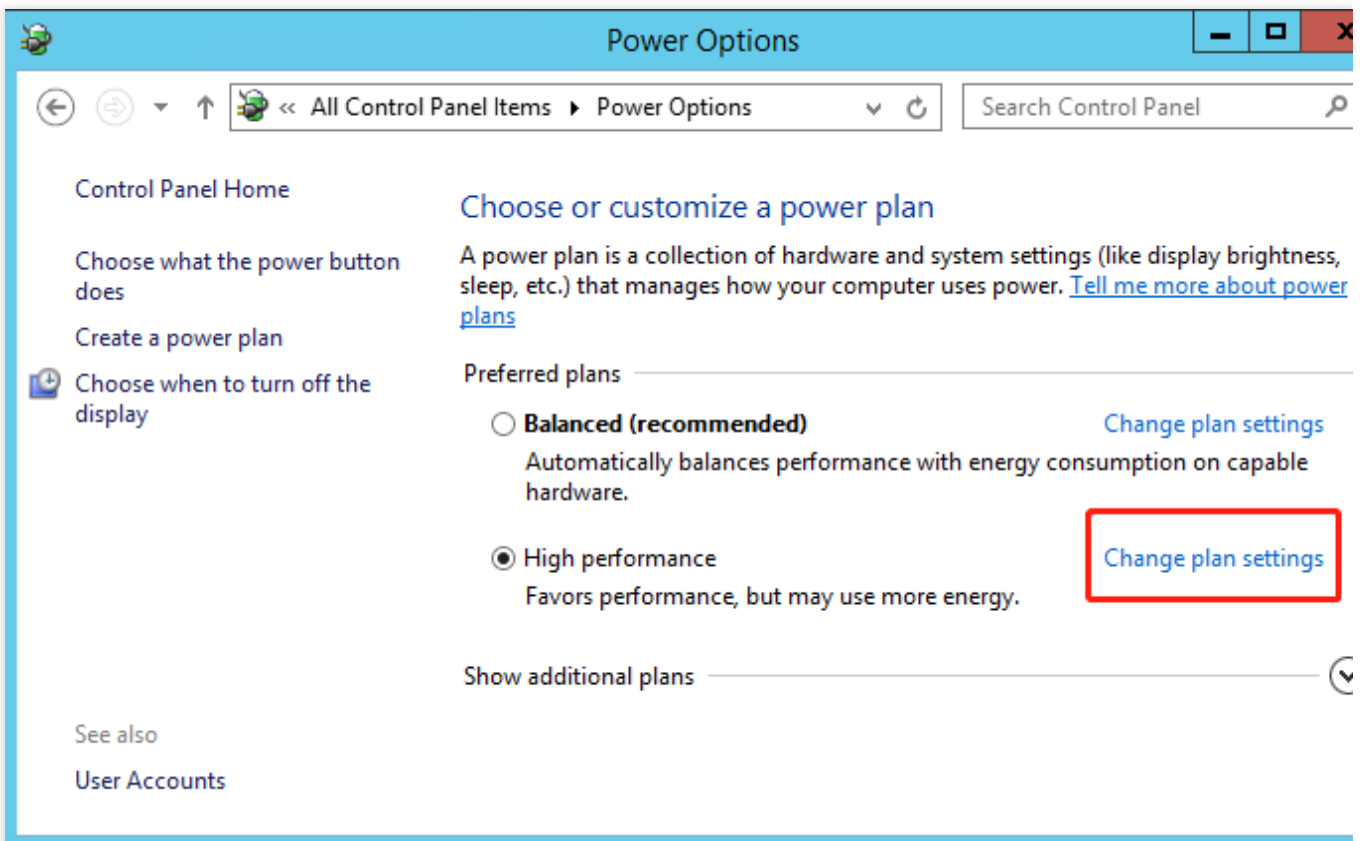 Power Options
« All Control Panel Items ▸ Power Options
Search Control Panel
Control Panel Home
Choose what the power button
does
Create a power plan
Choose when to turn off the
display
See also
User Accounts
Choose or customize a power plan
A power plan is a collection of hardware and system settings (like display brightness,
sleep, etc.) that manages how your computer uses power. Tell me more about power
plans
Preferred plans
Balanced (recommended) Change plan settings
Automatically balances performance with energy consumption on capable
hardware.
High performance Change plan settings
Favors performance, but may use more energy.
Show additional plans